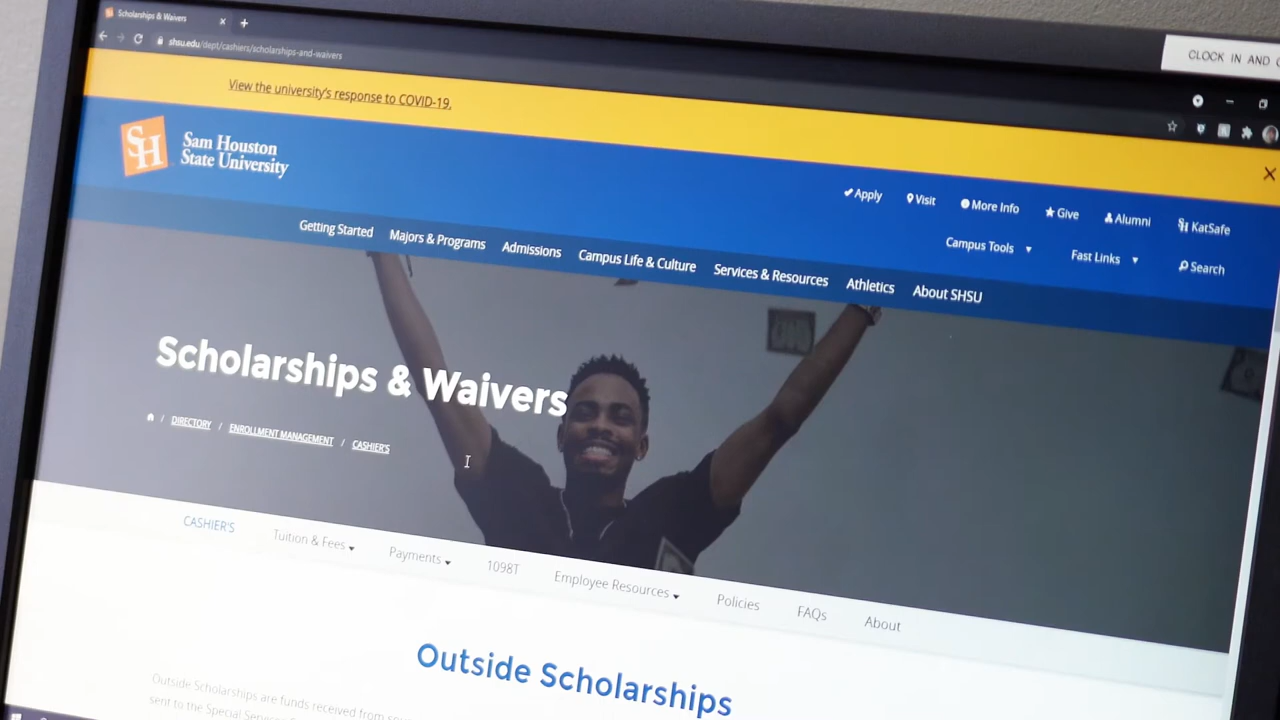 Scholarships & Waivers
shsu.edu/dept/cashiers/scholarships-and-waivers
CLOCK IN AND
View the university's response to COVID-19.
SH
Sam Houston
State University
Apply
Visit
More Info
Give
Alumni
KatSafe
Campus Tools
Fast Links
Search
Getting Started
Majors & Programs
Admissions
Campus Life & Culture
Services & Resources
Athletics
About SHSU
Scholarships & Waivers
/ DIRECTORY / ENROLLMENT MANAGEMENT / CASHIER'S
CASHIER'S
Tuition & Fees
Payments
1098T
Employee Resources
Policies
FAQs
About
Outside Scholarships
Outside Scholarships are funds received from
sent to the Special